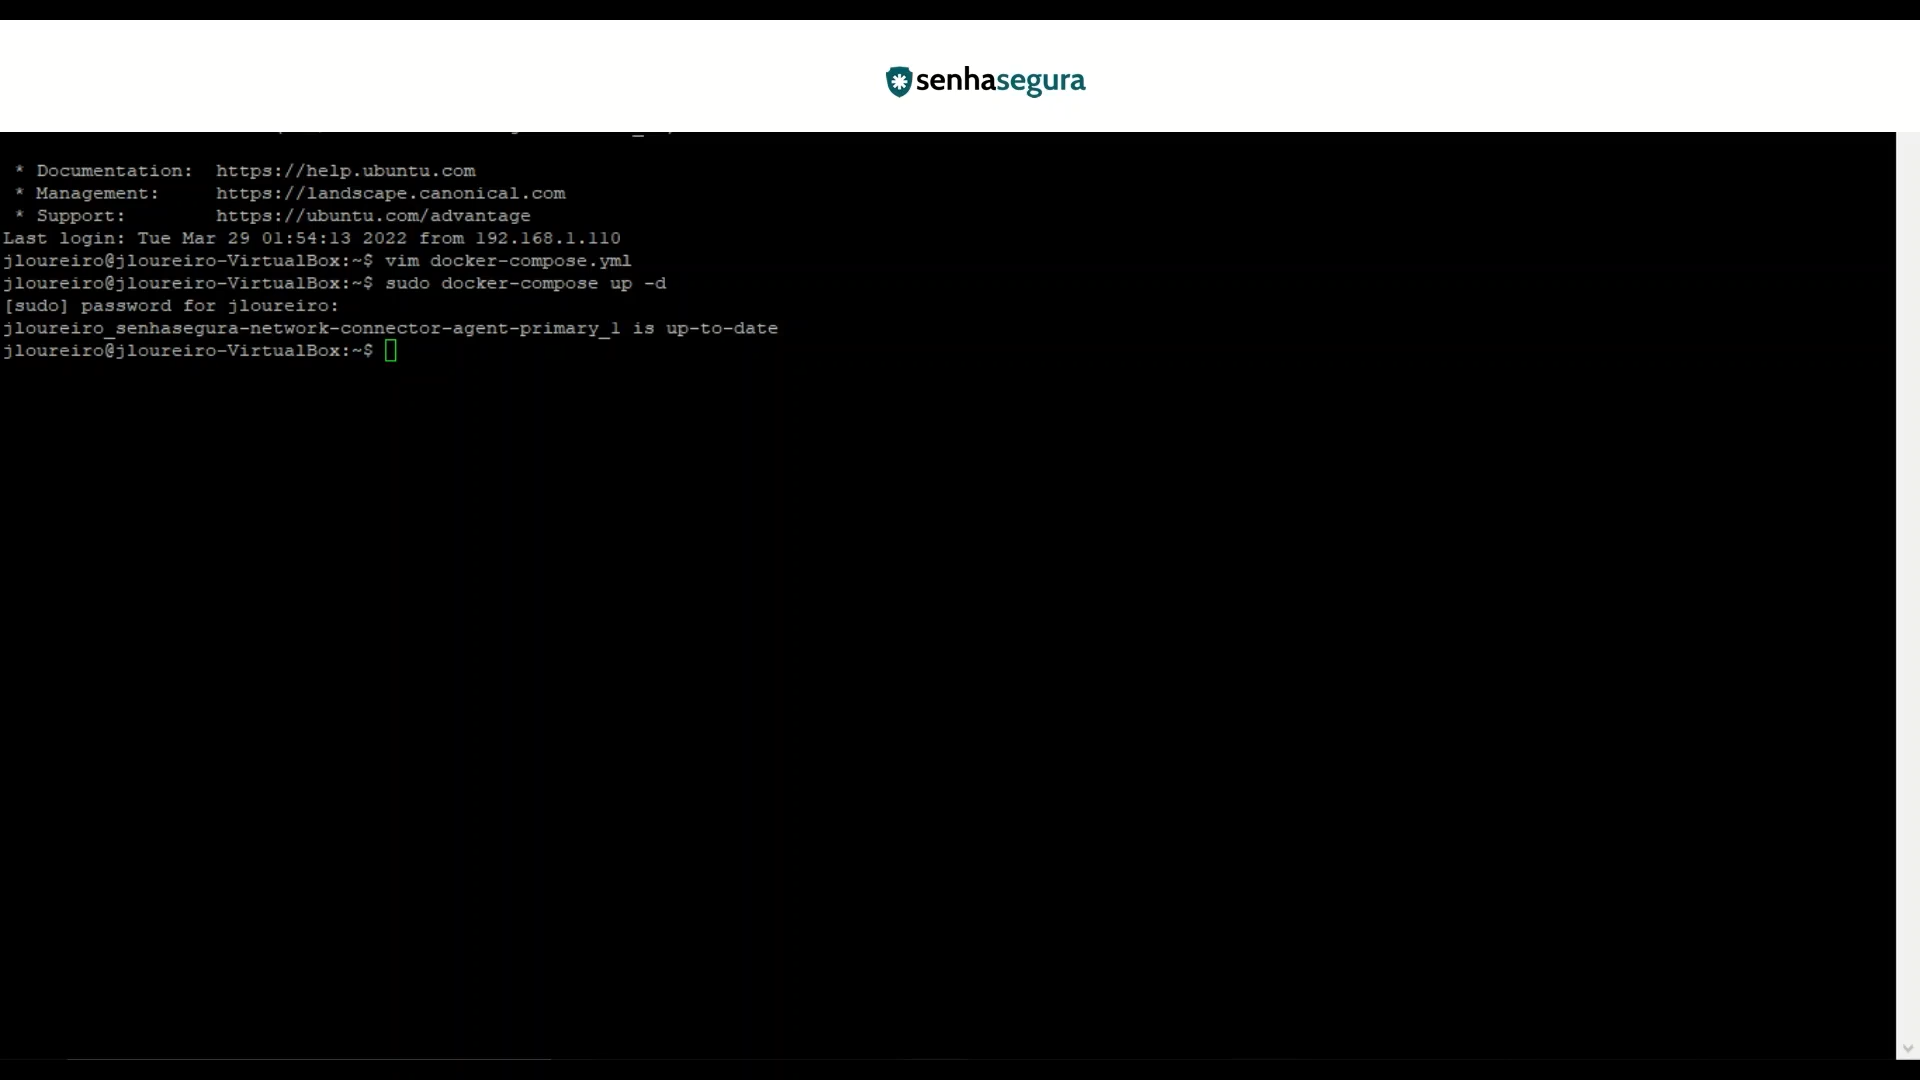 senhasegura
* Documentation: https://help.ubuntu.com
* Management: https://landscape.canonical.com
* Support: https://ubuntu.com/advantage
Last login: Tue Mar 29 01:54:13 2022 from 192.168.1.110
jloureiro@jloureiro-VirtualBox:~$ vim docker-compose.yml
jloureiro@jloureiro-VirtualBox:~$ sudo docker-compose up -d
[sudo] password for jloureiro:
jloureiro_senhasegura-network-connector-agent-primary_1 is up-to-date
jloureiro@jloureiro-VirtualBox:~$